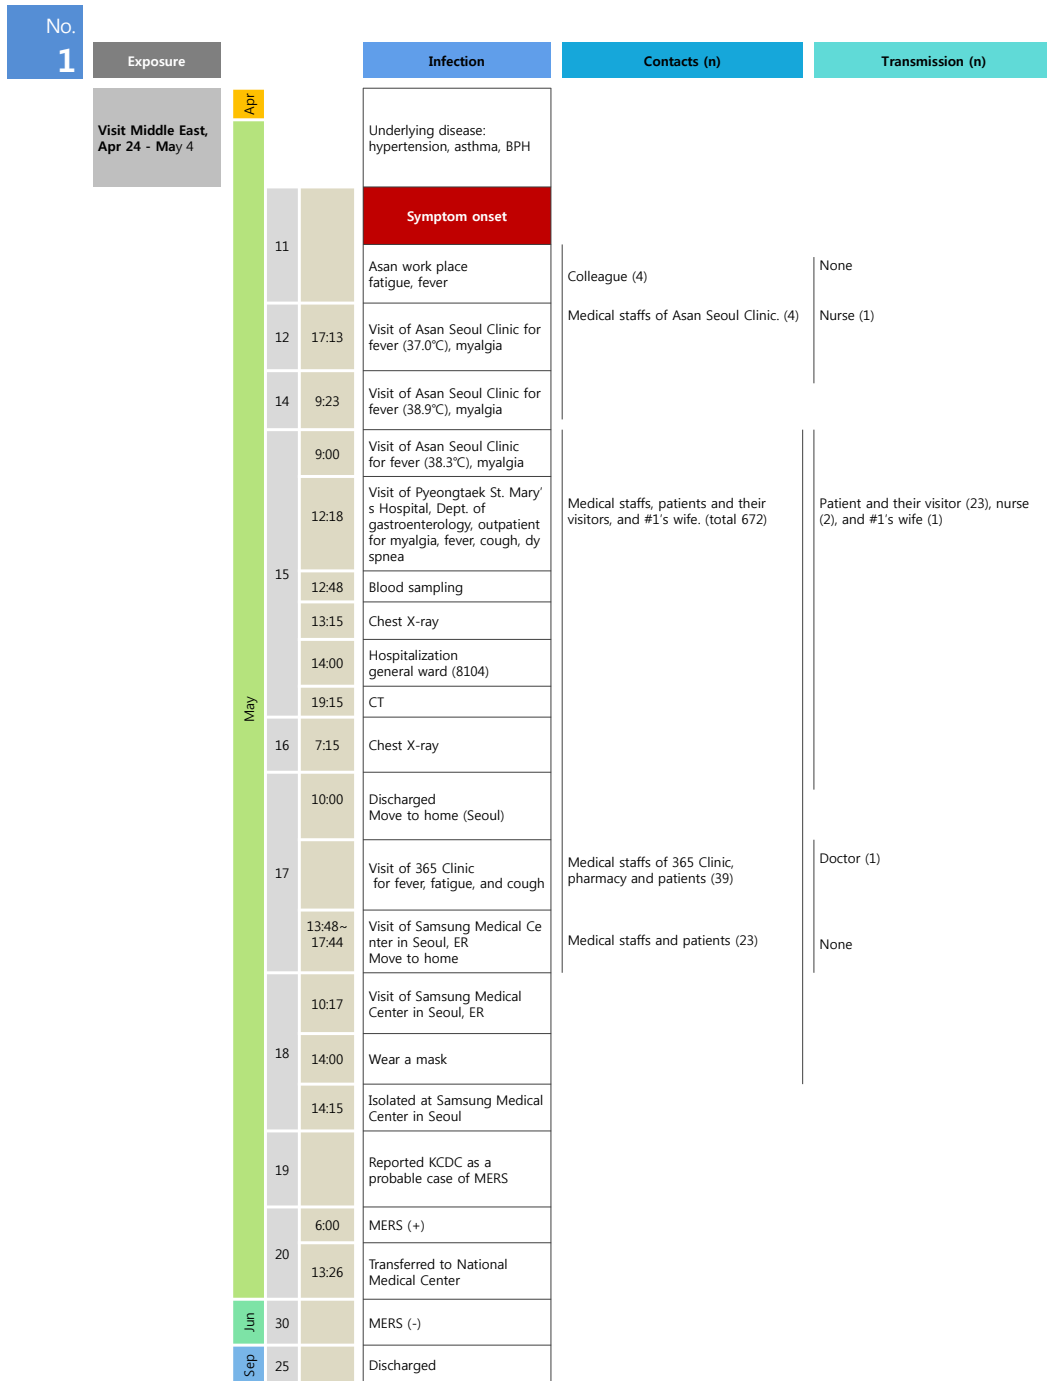 No.
1
Exposure
Infection
Contacts (n)
Transmission (n)
Apr
Visit Middle East,
Apr 24 - May 4
Underlying disease:
hypertension, asthma, BPH
May
11
Symptom onset
Asan work place
fatigue, fever
Colleague (4)
None
12
17:13
Visit of Asan Seoul Clinic for
fever (37.0℃), myalgia
Medical staffs of Asan Seoul Clinic. (4)
Nurse (1)
14
9:23
Visit of Asan Seoul Clinic for
fever (38.9℃), myalgia
15
9:00
Visit of Asan Seoul Clinic
for fever (38.3℃), myalgia
12:18
Visit of Pyeongtaek St. Mary’
s Hospital, Dept. of
gastroenterology, outpatient
for myalgia, fever, cough, dy
spnea
Medical staffs, patients and their
visitors, and #1’s wife. (total 672)
Patient and their visitor (23), nurse
(2), and #1’s wife (1)
12:48
Blood sampling
13:15
Chest X-ray
14:00
Hospitalization
general ward (8104)
19:15
CT
16
7:15
Chest X-ray
17
10:00
Discharged
Move to home (Seoul)
Visit of 365 Clinic
for fever, fatigue, and cough
Medical staffs of 365 Clinic,
pharmacy and patients (39)
Doctor (1)
13:48~
17:44
Visit of Samsung Medical Ce
nter in Seoul, ER
Move to home
Medical staffs and patients (23)
None
18
10:17
Visit of Samsung Medical
Center in Seoul, ER
14:00
Wear a mask
14:15
Isolated at Samsung Medical
Center in Seoul
19
Reported KCDC as a
probable case of MERS
20
6:00
MERS (+)
13:26
Transferred to National
Medical Center
Jun
30
MERS (-)
Sep
25
Discharged